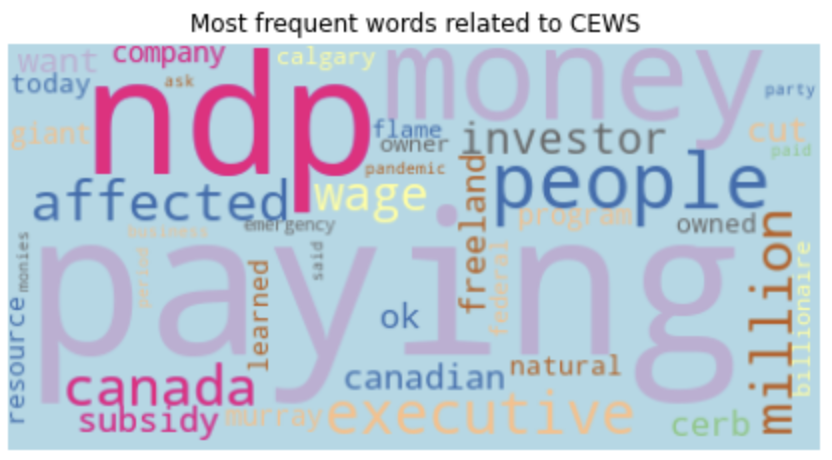 Most frequent words related to CEWS
want
company
calgary
money
today
ask
ndp
party
giant
flame
owner
investor
cut
paid
pandemic
affected
wage
freeland
people
program
owned
business
emergency
paying
monies
period
said
federal
million
billionaire
learned
resource
ok
canada
canadian
natural
subsidy
murray
executive
cerb